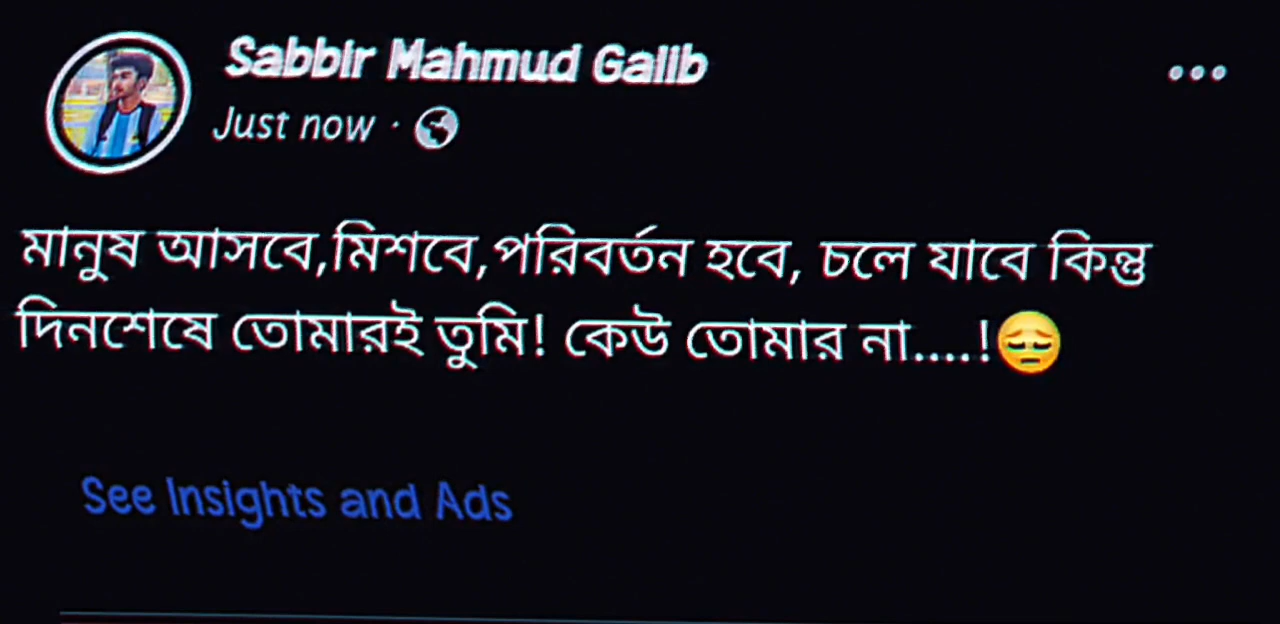 Sabbir Mahmud Galib
Just now ·
মানুষ আসবে,মিশবে,পরিবর্তন হবে, চলে যাবে কিন্তু
দিনশেষে তোমারই তুমি! কেউ তোমার না....!😔
See Insights and Ads